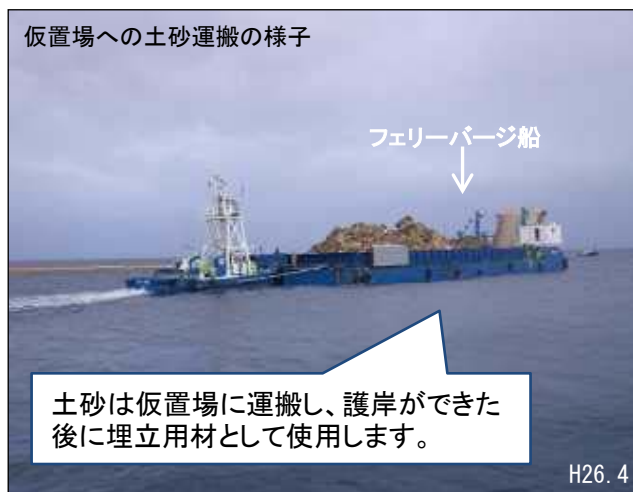 仮置場への土砂運搬の様子
フェリーバージ船
土砂は仮置場に運搬し、護岸ができた
後に埋立用材として使用します。
H26.4